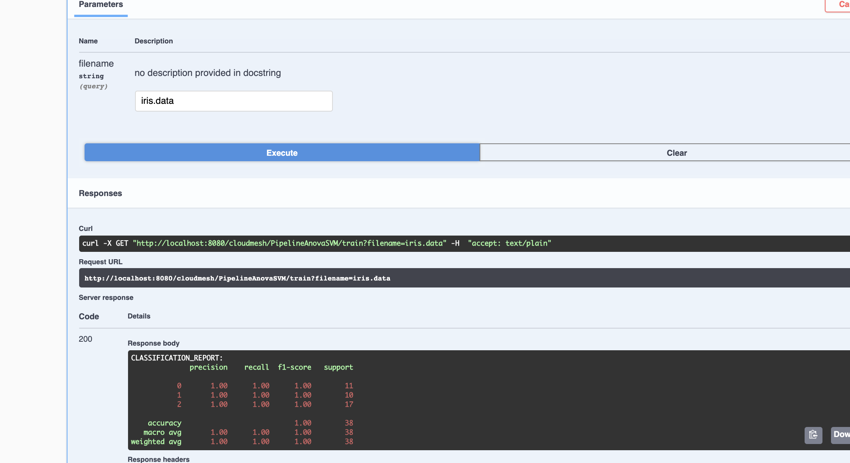 Parameters
Ca
Name Description
filename
string
(query)
no description provided in docstring
iris.data
Execute Clear
Responses
Curl
curl -X GET "http://localhost:8080/cloudmesh/PipelineAnovaSVM/train?filename=iris.data" -H "accept: text/plain"
Request URL
http://localhost:8080/cloudmesh/PipelineAnovaSVM/train?filename=iris.data
Server response
Code Details
200
Response body
CLASSIFICATION_REPORT:
precision recall f1-score support
0 1.00 1.00 1.00 11
1 1.00 1.00 1.00 10
2 1.00 1.00 1.00 17
accuracy 1.00 38
macro avg 1.00 1.00 1.00 38
weighted avg 1.00 1.00 1.00 38
Dow
Response headers